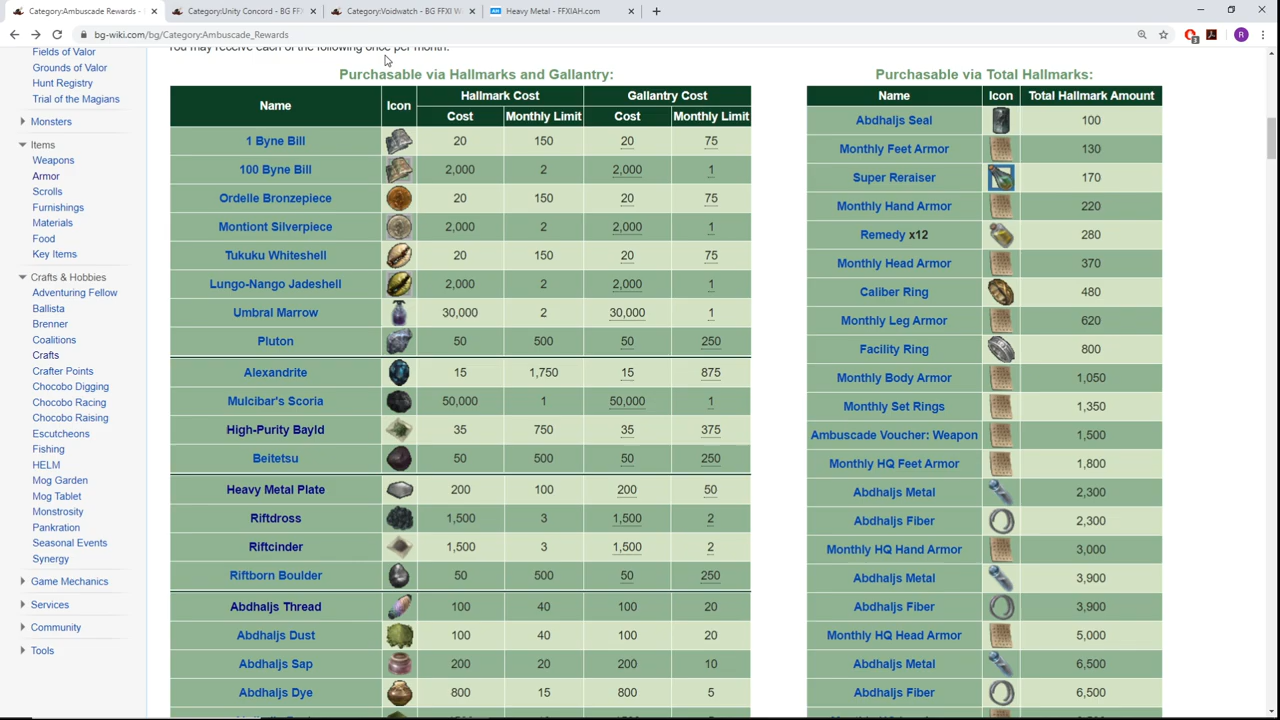 Category:Ambuscade Rewards -
Category:Unity Concord - BG FFX
Category:Voidwatch - BG FFXI W
Heavy Metal - FFXIAH.com
bg-wiki.com/bg/Category:Ambuscade_Rewards
You may receive each of the following once per month.
Fields of Valor
Grounds of Valor
Hunt Registry
Trial of the Magians
Monsters
Items
Weapons
Armor
Scrolls
Furnishings
Materials
Food
Key Items
Crafts & Hobbies
Adventuring Fellow
Ballista
Brenner
Coalitions
Crafts
Crafter Points
Chocobo Digging
Chocobo Racing
Chocobo Raising
Escutcheons
Fishing
HELM
Mog Garden
Mog Tablet
Monstrosity
Pankration
Seasonal Events
Synergy
Game Mechanics
Services
Community
Tools
Purchasable via Hallmarks and Gallantry:
Name Icon Hallmark Cost Gallantry Cost
Cost Monthly Limit Cost Monthly Limit
1 Byne Bill 20 150 20 75
100 Byne Bill 2,000 2 2,000 1
Ordelle Bronzepiece 20 150 20 75
Montiont Silverpiece 2,000 2 2,000 1
Tukuku Whiteshell 20 150 20 75
Lungo-Nango Jadeshell 2,000 2 2,000 1
Umbral Marrow 30,000 2 30,000 1
Pluton 50 500 50 250
Alexandrite 15 1,750 15 875
Mulcibar's Scoria 50,000 1 50,000 1
High-Purity Bayld 35 750 35 375
Beitetsu 50 500 50 250
Heavy Metal Plate 200 100 200 50
Riftdross 1,500 3 1,500 2
Riftcinder 1,500 3 1,500 2
Riftborn Boulder 50 500 50 250
Abdhaljs Thread 100 40 100 20
Abdhaljs Dust 100 40 100 20
Abdhaljs Sap 200 20 200 10
Abdhaljs Dye 800 15 800 5
Purchasable via Total Hallmarks:
Name Icon Total Hallmark Amount
Abdhaljs Seal 100
Monthly Feet Armor 130
Super Reraiser 170
Monthly Hand Armor 220
Remedy x12 280
Monthly Head Armor 370
Caliber Ring 480
Monthly Leg Armor 620
Facility Ring 800
Monthly Body Armor 1,050
Monthly Set Rings 1,350
Ambuscade Voucher: Weapon 1,500
Monthly HQ Feet Armor 1,800
Abdhaljs Metal 2,300
Abdhaljs Fiber 2,300
Monthly HQ Hand Armor 3,000
Abdhaljs Metal 3,900
Abdhaljs Fiber 3,900
Monthly HQ Head Armor 5,000
Abdhaljs Metal 6,500
Abdhaljs Fiber 6,500